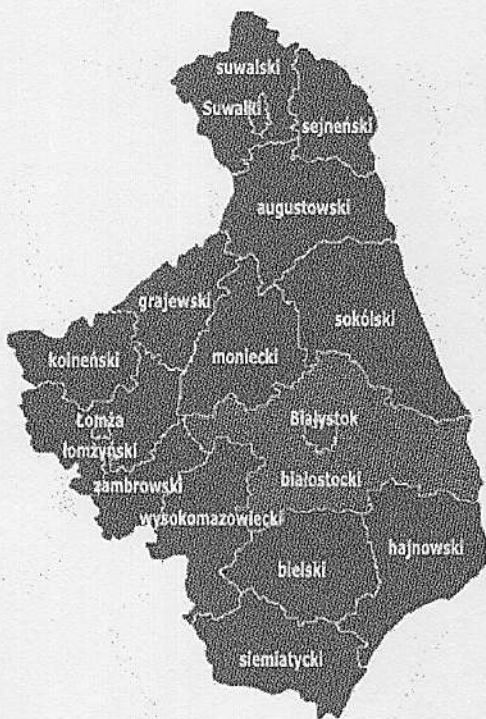 suwalski
Suwałki
sejneński
augustowski
grajewski
sokólski
kolneński
moniecki
Łomża
Białystok
łomżyński
zambrowski
białostocki
wysokomazowiecki
hajnowski
bielski
siemiatycki